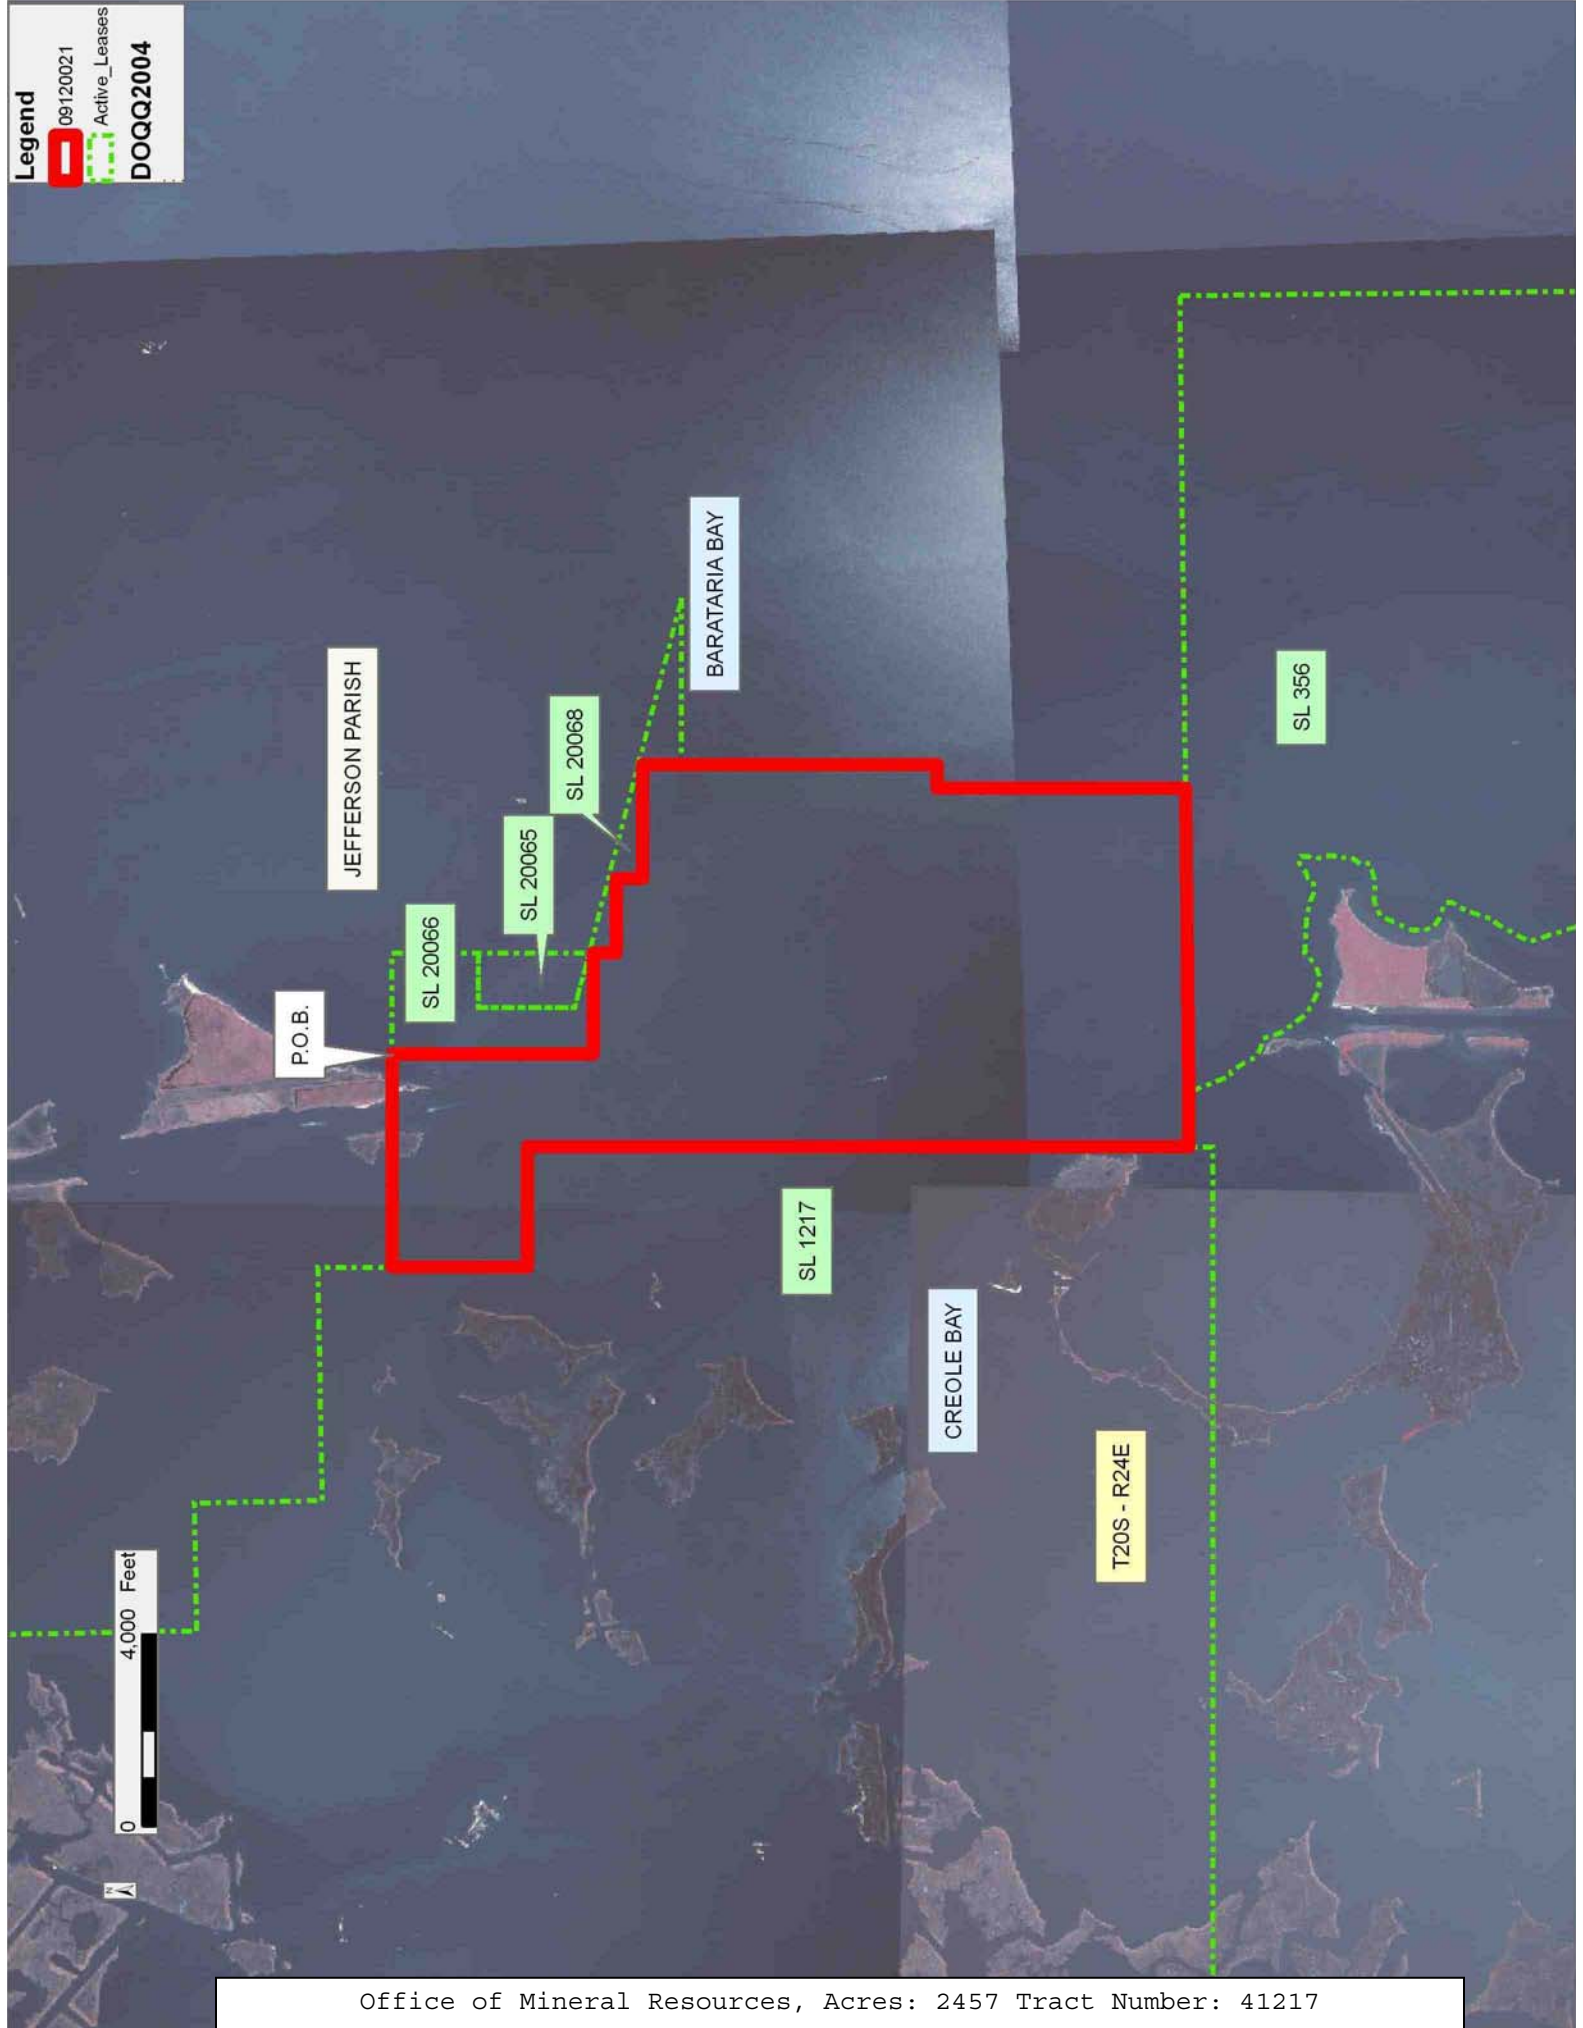 Legend
09120021
Active_Leases
DOQQ2004
JEFFERSON PARISH
P.O.B.
SL 20066
SL 20065
SL 20068
BARATARIA BAY
SL 356
SL 1217
CREOLE BAY
T20S - R24E
0 4,000 Feet
N
Office of Mineral Resources, Acres: 2457 Tract Number: 41217